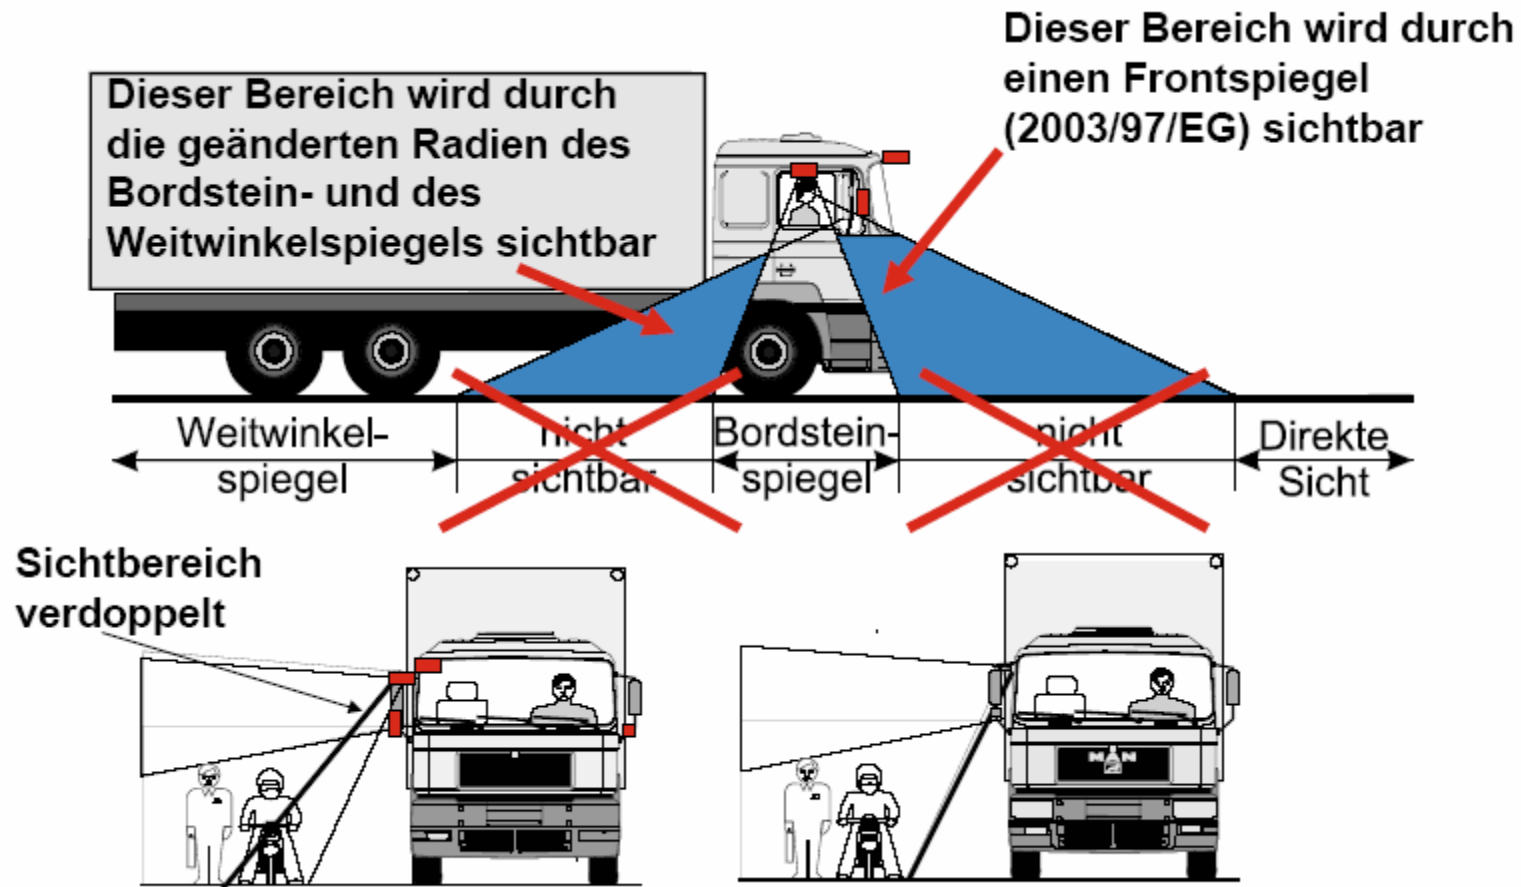 Dieser Bereich wird durch
einen Frontspiegel
(2003/97/EG) sichtbar
Dieser Bereich wird durch
die geänderten Radien des
Bordstein- und des
Weitwinkelspiegels sichtbar
Weitwinkel-
spiegel
nicht
sichtbar
Bordstein-
spiegel
nicht
sichtbar
Direkte
Sicht
Sichtbereich
verdoppelt
MAN